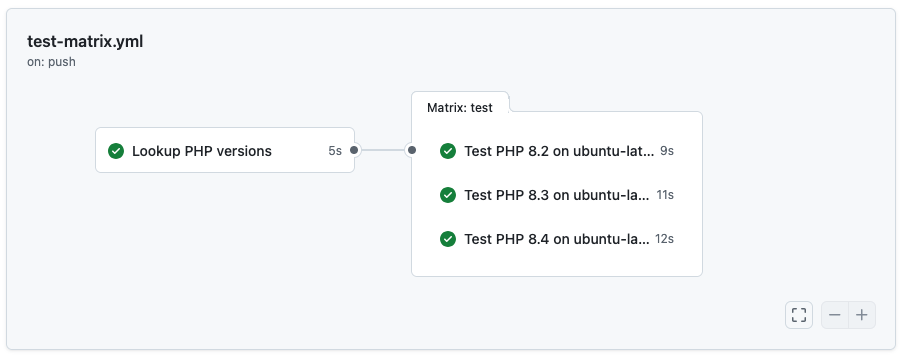 test-matrix.yml
on: push
Matrix: test
Lookup PHP versions 5s
Test PHP 8.2 on ubuntu-lat... 9s
Test PHP 8.3 on ubuntu-la... 11s
Test PHP 8.4 on ubuntu-la... 12s